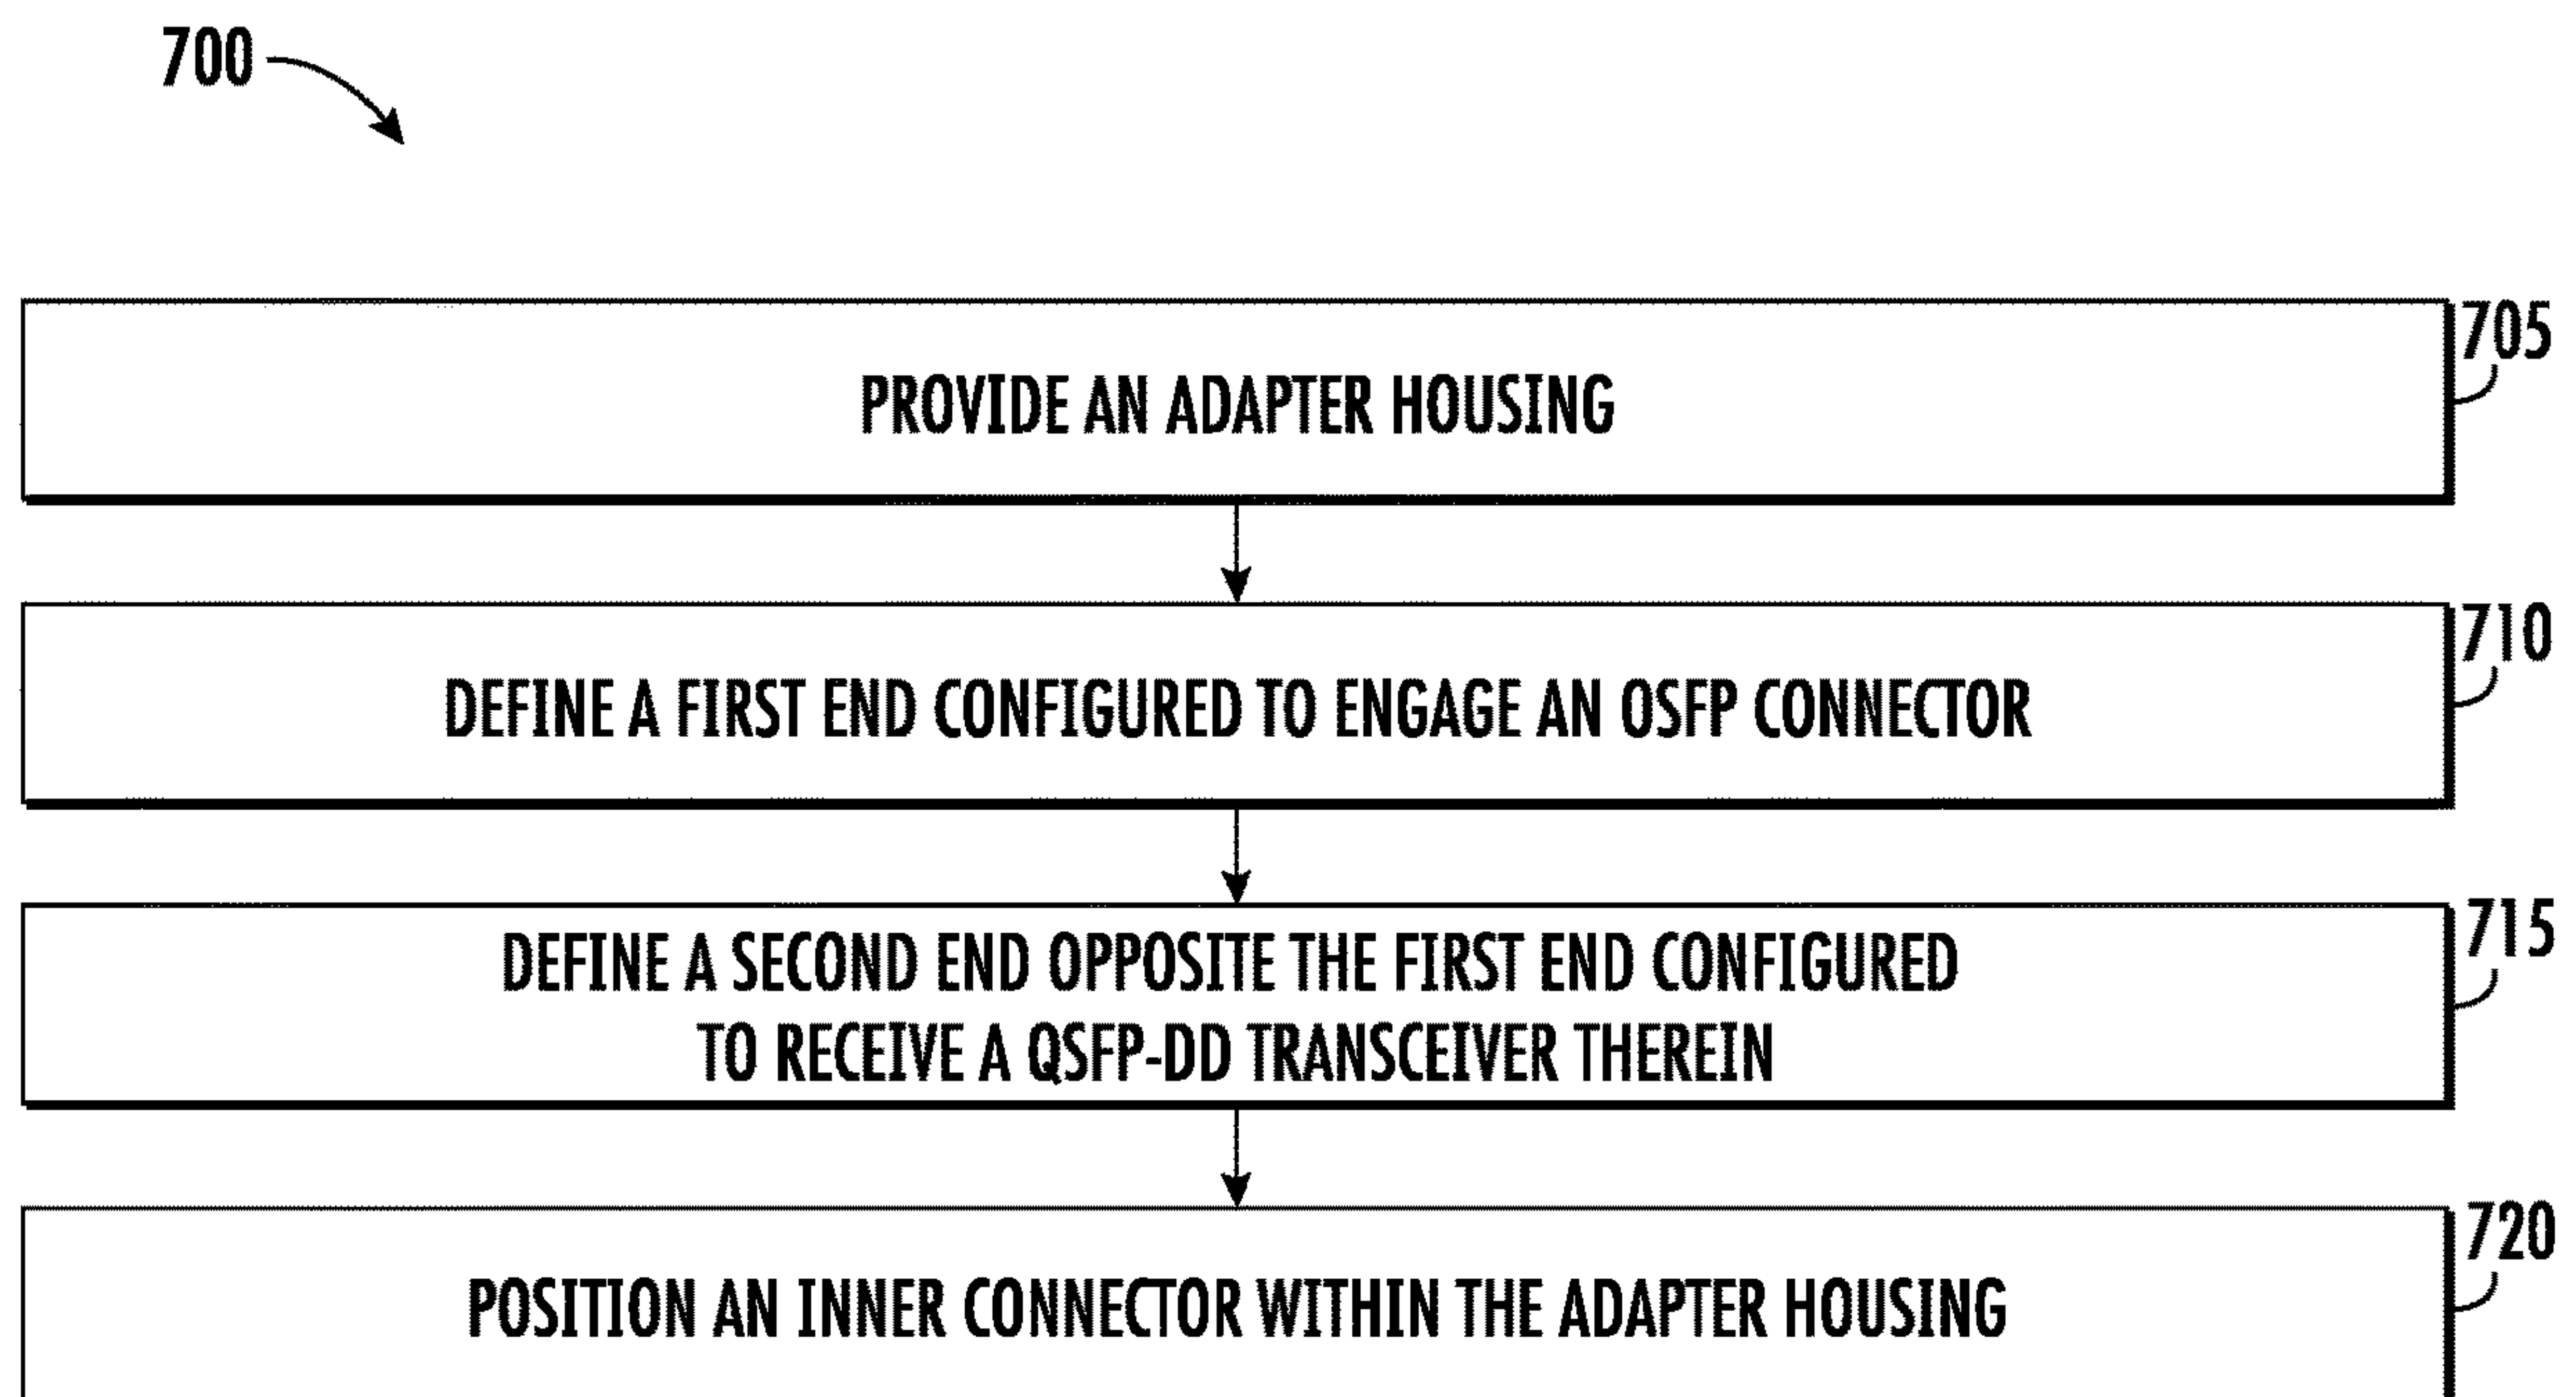 700
705
PROVIDE AN ADAPTER HOUSING
710
DEFINE A FIRST END CONFIGURED TO ENGAGE AN OSFP CONNECTOR
715
DEFINE A SECOND END OPPOSITE THE FIRST END CONFIGURED
TO RECEIVE A QSFP-DD TRANSCEIVER THEREIN
720
POSITION AN INNER CONNECTOR WITHIN THE ADAPTER HOUSING